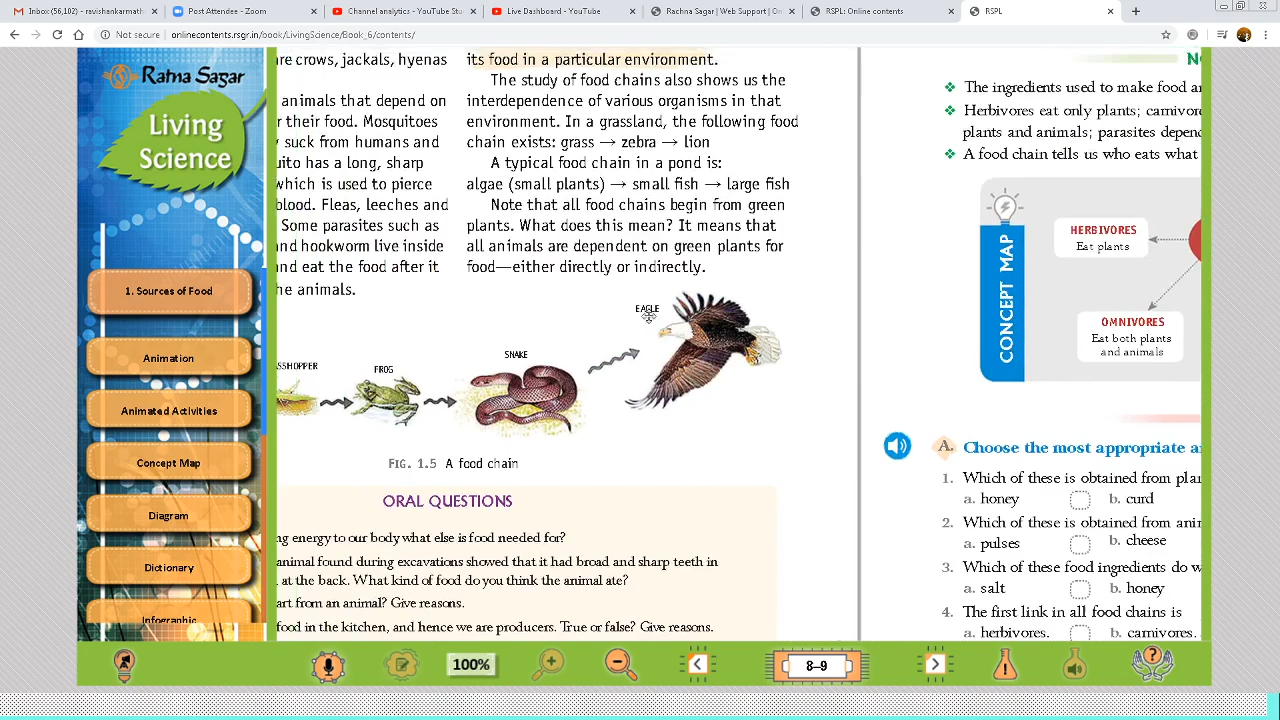 Inbox (56,102) - ravishankarmath
Post Attendee - Zoom
Channel analytics - YouTube Stu
Live Dashboard - YouTube
Rachna Sagar | Web Support | On
RSPL: Online contents
RSPL
Not secure | onlinecontents.rsgr.in/book/LivingScience/Book_6/contents/
Ratna Sagar
Living
Science
1. Sources of Food
Animation
Animated Activities
Concept Map
Diagram
Dictionary
Infographic
are crows, jackals, hyenas
animals that depend on
their food. Mosquitoes
suck from humans and
uito has a long, sharp
which is used to pierce
Fleas, leeches and
Some parasites such as
and hookworm live inside
and eat the food after it
he animals.
its food in a particular environment.
The study of food chains also shows us the
interdependence of various organisms in that
environment. In a grassland, the following food
chain exists: grass → zebra → lion
A typical food chain in a pond is:
algae (small plants) → small fish → large fish
Note that all food chains begin from green
plants. What does this mean? It means that
all animals are dependent on green plants for
food—either directly or indirectly.
SSHOPPER
FROG
SNAKE
EAGLE
FIG. 1.5 A food chain
ORAL QUESTIONS
ng energy to our body what else is food needed for?
animal found during excavations showed that it had broad and sharp teeth in
at the back. What kind of food do you think the animal ate?
art from an animal? Give reasons.
food in the kitchen, and hence we are producers. True or false? Give reasons.
The ingredients used to make food ar
Herbivores eat only plants; carnivore
plants and animals; parasites depend
A food chain tells us who eats what
CONCEPT MAP
HERBIVORES
Eat plants
OMNIVORES
Eat both plants
and animals
A. Choose the most appropriate an
1. Which of these is obtained from plan
a. honey b. curd
2. Which of these is obtained from anim
a. pulses b. cheese
3. Which of these food ingredients do w
a. salt b. honey
4. The first link in all food chains is
a. herbivores. b. carnivores.
100%
8–9